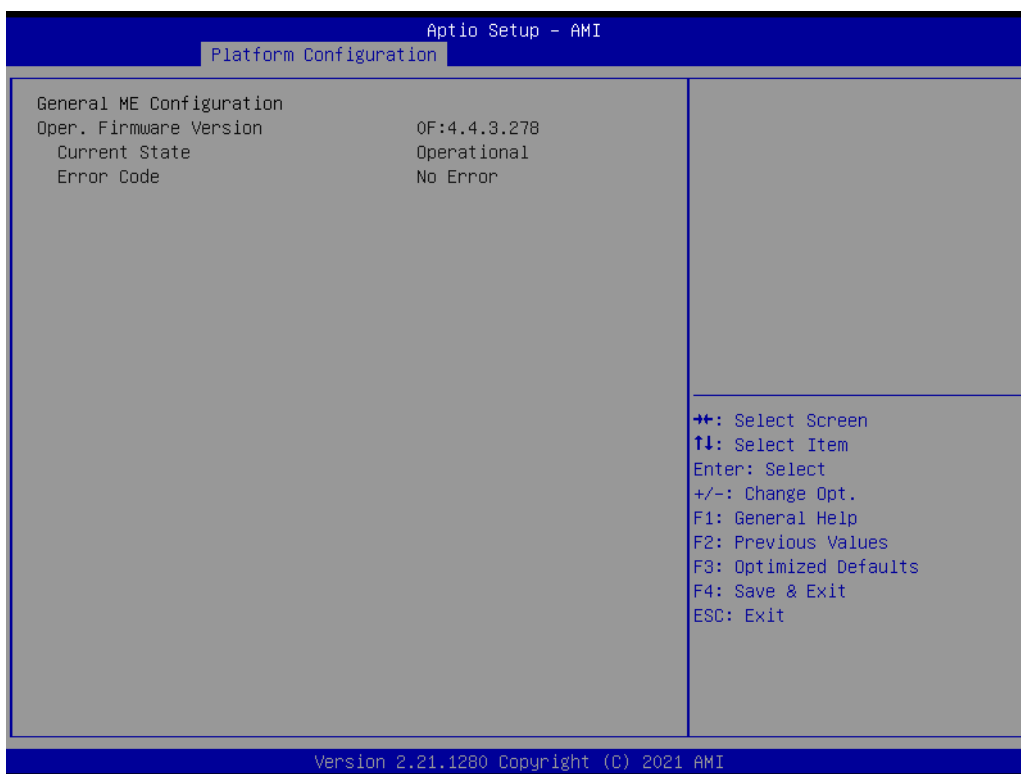 Aptio Setup – AMI
Platform Configuration
General ME Configuration
Oper. Firmware Version 0F:4.4.3.278
Current State Operational
Error Code No Error
→←: Select Screen
↑↓: Select Item
Enter: Select
+/-: Change Opt.
F1: General Help
F2: Previous Values
F3: Optimized Defaults
F4: Save & Exit
ESC: Exit
Version 2.21.1280 Copyright (C) 2021 AMI